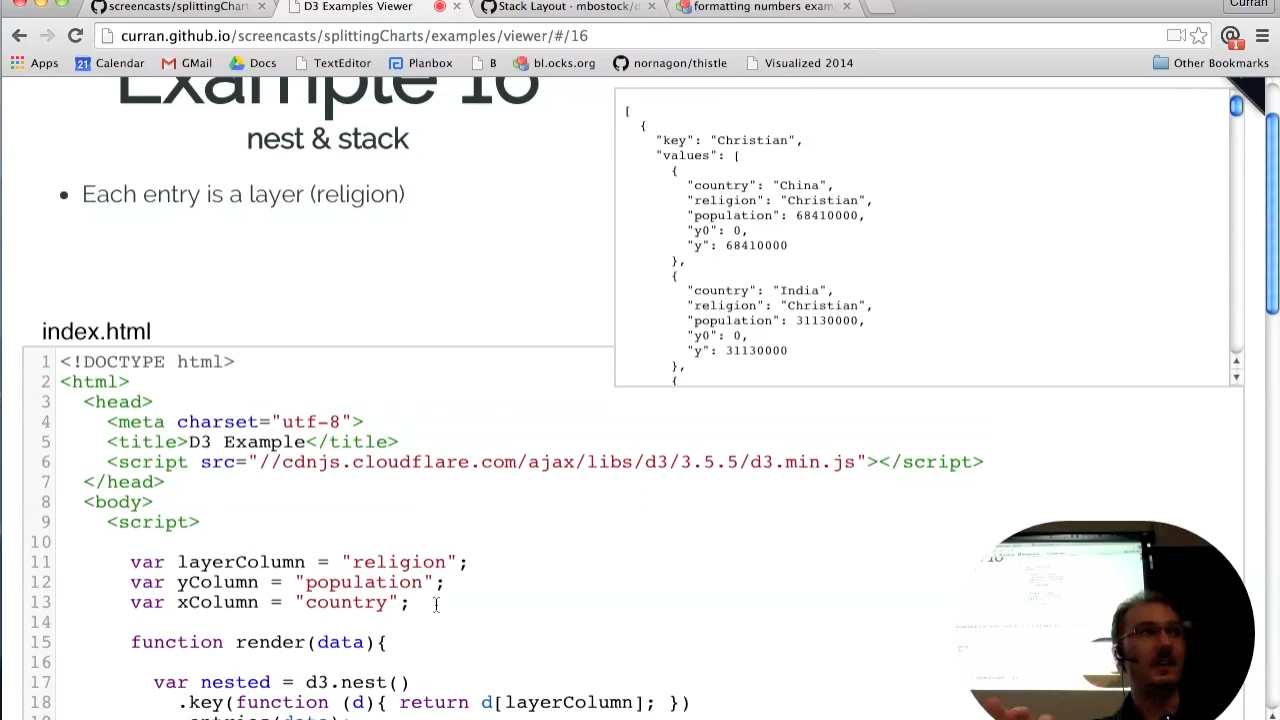 screencasts/splittingChart
D3 Examples Viewer
Stack Layout · mbostock/d
formatting numbers exam
Curran
curran.github.io/screencasts/splittingCharts/examples/viewer/#/16
1
Apps
21 Calendar
GMail
Docs
TextEditor
Planbox
B
bl.ocks.org
nornagon/thistle
Visualized 2014
Other Bookmarks
Example 16
nest & stack
• Each entry is a layer (religion)
[
{
"key": "Christian",
"values": [
{
"country": "China",
"religion": "Christian",
"population": 68410000,
"y0": 0,
"y": 68410000
},
{
"country": "India",
"religion": "Christian",
"population": 31130000,
"y0": 0,
"y": 31130000
},
{
index.html
1 <!DOCTYPE html>
2 <html>
3 <head>
4 <meta charset="utf-8">
5 <title>D3 Example</title>
6 <script src="//cdnjs.cloudflare.com/ajax/libs/d3/3.5.5/d3.min.js"></script>
7 </head>
8 <body>
9 <script>
10
11 var layerColumn = "religion";
12 var yColumn = "population";
13 var xColumn = "country";
14
15 function render(data){
16
17 var nested = d3.nest()
18 .key(function (d){ return d[layerColumn]; })
.entries(data);